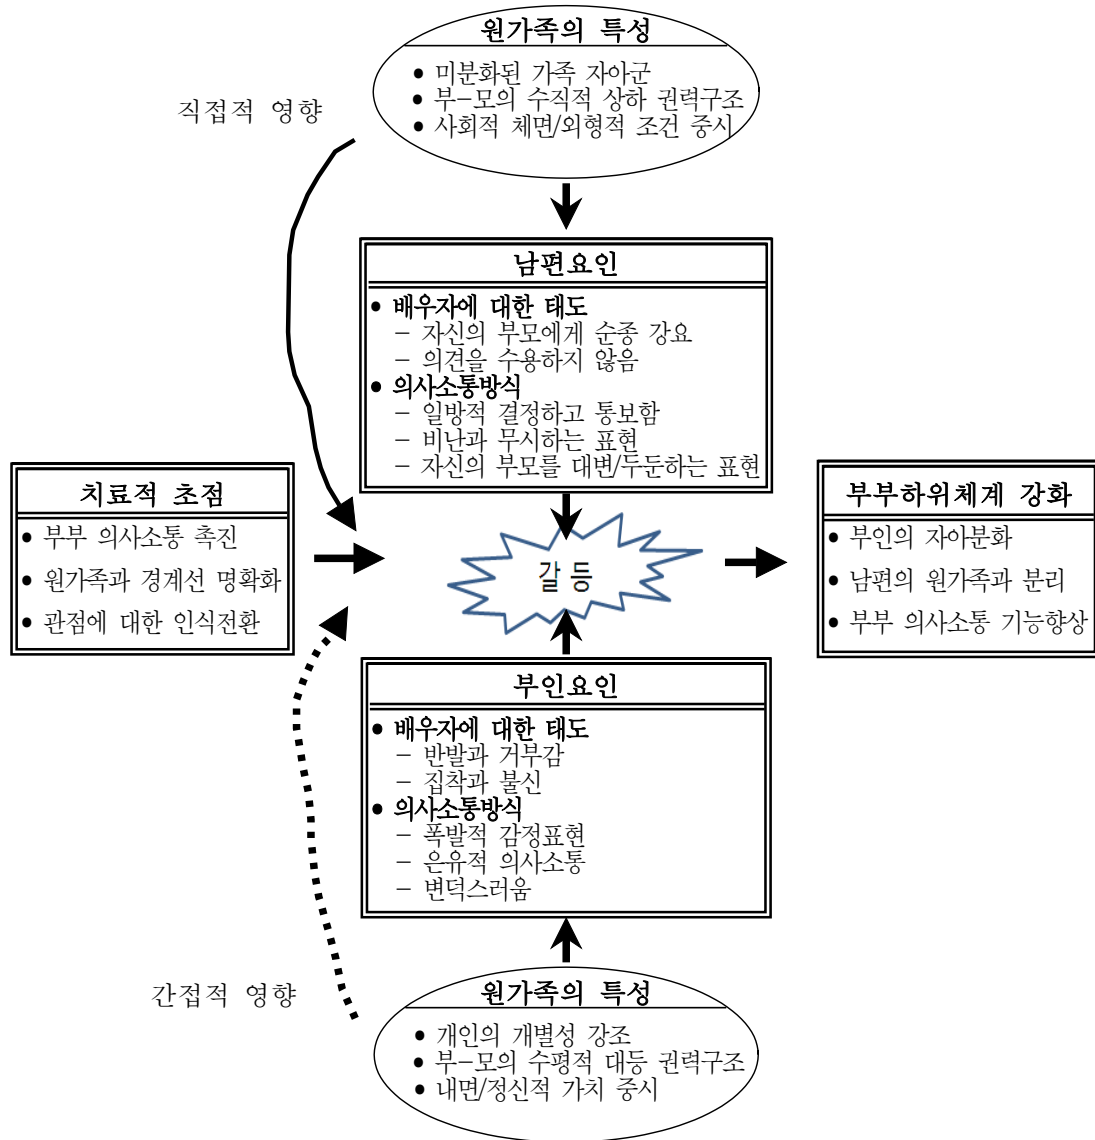 원가족의 특성
● 미분화된 가족 자아군
● 부-모의 수직적 상하 권력구조
● 사회적 체면/외형적 조건 중시
직접적 영향
남편요인
● 배우자에 대한 태도
- 자신의 부모에게 순종 강요
- 의견을 수용하지 않음
● 의사소통방식
- 일방적 결정하고 통보함
- 비난과 무시하는 표현
- 자신의 부모를 대변/두둔하는 표현
치료적 초점
● 부부 의사소통 촉진
● 원가족과 경계선 명확화
● 관점에 대한 인식전환
갈등
부부하위체계 강화
● 부인의 자아분화
● 남편의 원가족과 분리
● 부부 의사소통 기능향상
부인요인
● 배우자에 대한 태도
- 반발과 거부감
- 집착과 불신
● 의사소통방식
- 폭발적 감정표현
- 은유적 의사소통
- 변덕스러움
간접적 영향
원가족의 특성
● 개인의 개별성 강조
● 부-모의 수평적 대등 권력구조
● 내면/정신적 가치 중시